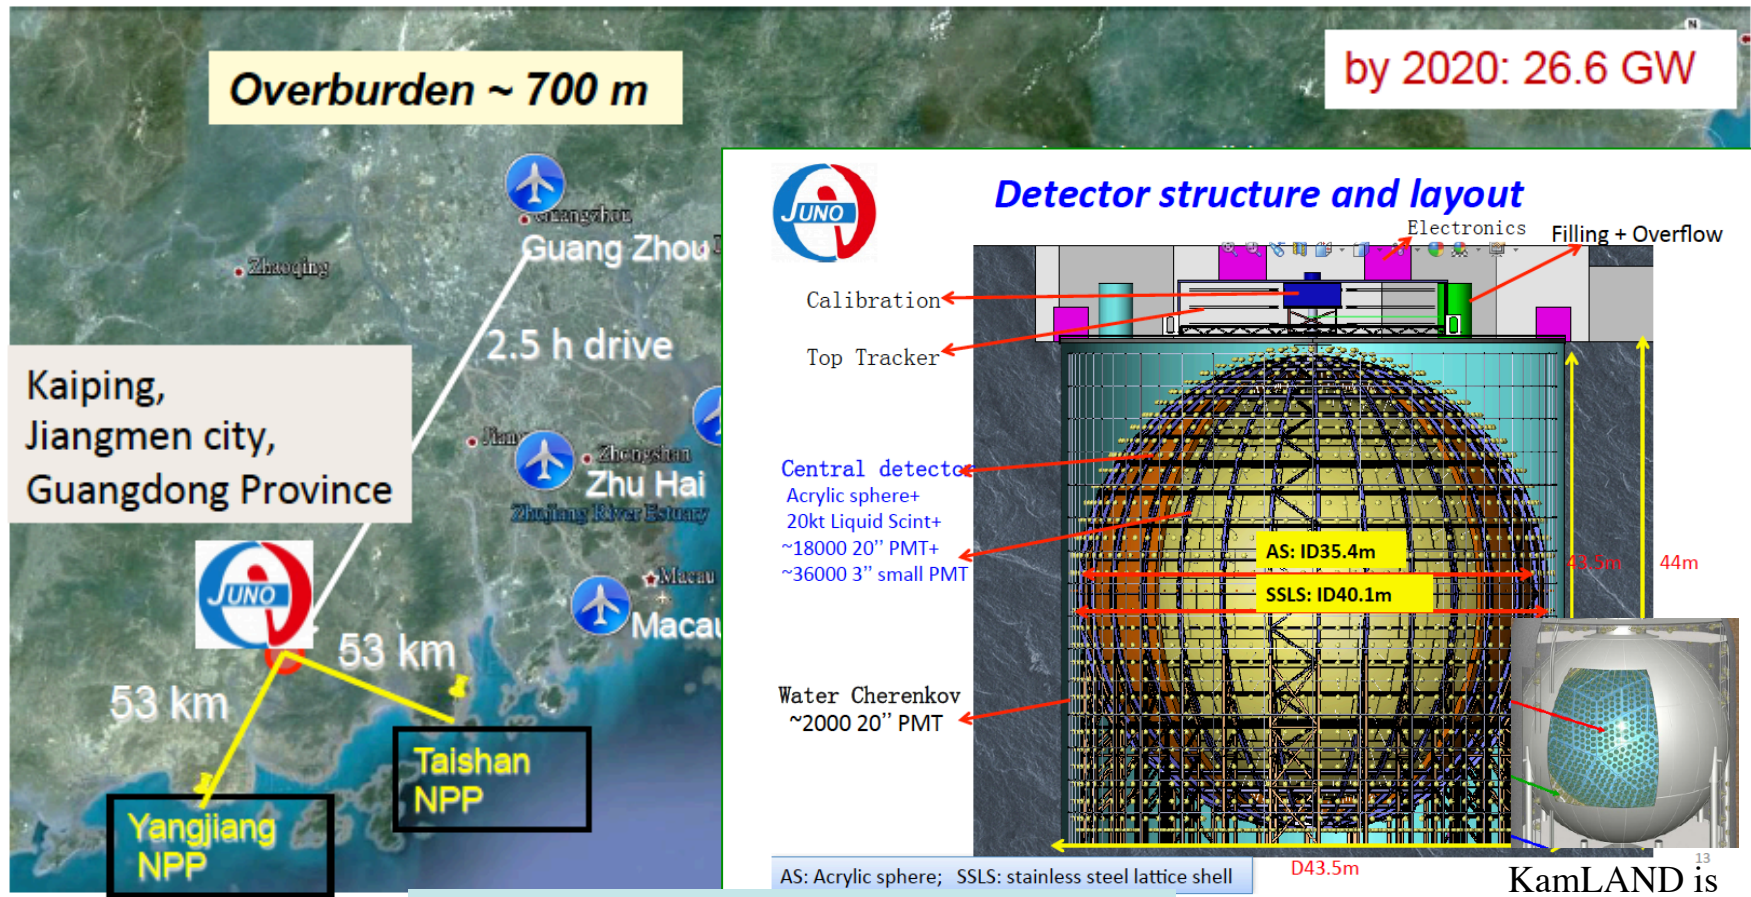 Overburden ~ 700 m
by 2020: 26.6 GW
N
Guangzhou
Guang Zhou
Zhaoqing
2.5 h drive
Kaiping,
Jiangmen city,
Guangdong Province
Zhongshan
Zhu Hai
Zhujiang River Estuary
Macau
Macau
JUNO
53 km
53 km
Taishan
NPP
Yangjiang
NPP
JUNO
Detector structure and layout
Electronics
Filling + Overflow
Calibration
Top Tracker
Central detector
Acrylic sphere+
20kt Liquid Scint+
~18000 20’’ PMT+
~36000 3’’ small PMT
AS: ID35.4m
SSLS: ID40.1m
43.5m
44m
Water Cherenkov
~2000 20’’ PMT
D43.5m
AS: Acrylic sphere; SSLS: stainless steel lattice shell
13
KamLAND is